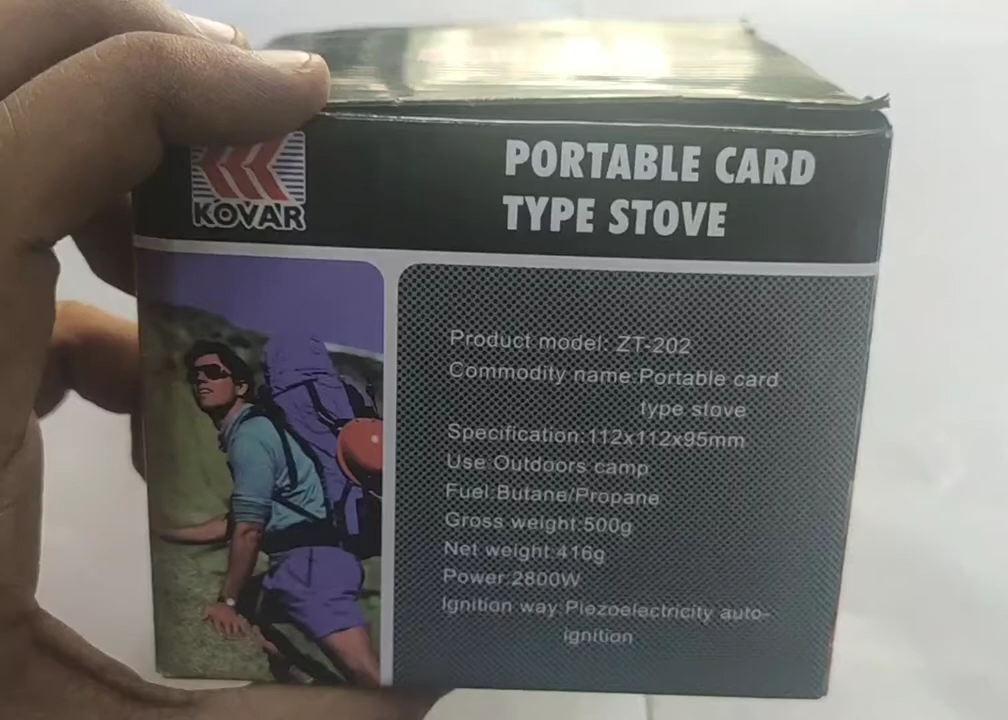 KOVAR
PORTABLE CARD
TYPE STOVE
Product model: ZT-202
Commodity name:Portable card
type stove
Specification:112x112x95mm
Use Outdoors camp
Fuel:Butane/Propane
Gross weight:500g
Net weight:416g
Power:2800W
Ignition way:Piezoelectricity auto-
ignition